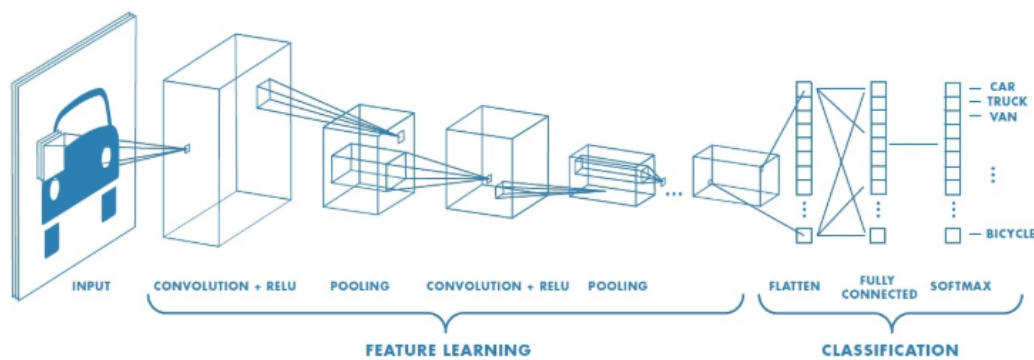 CAR
TRUCK
VAN
BICYCLE
INPUT
CONVOLUTION + RELU
POOLING
CONVOLUTION + RELU
POOLING
FLATTEN
FULLY
CONNECTED
SOFTMAX
FEATURE LEARNING
CLASSIFICATION